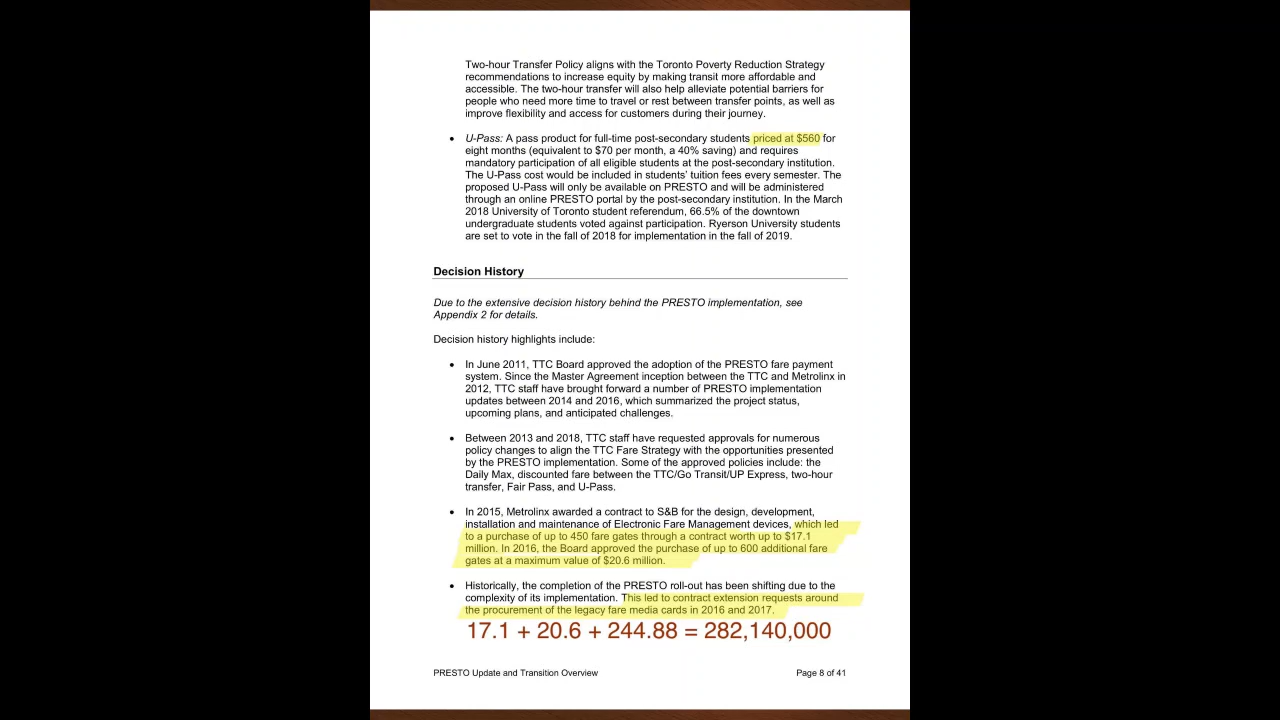 Two-hour Transfer Policy aligns with the Toronto Poverty Reduction Strategy
recommendations to increase equity by making transit more affordable and
accessible. The two-hour transfer will also help alleviate potential barriers for
people who need more time to travel or rest between transfer points, as well as
improve flexibility and access for customers during their journey.
• U-Pass: A pass product for full-time post-secondary students priced at $560 for
eight months (equivalent to $70 per month, a 40% saving) and requires
mandatory participation of all eligible students at the post-secondary institution.
The U-Pass cost would be included in students' tuition fees every semester. The
proposed U-Pass will only be available on PRESTO and will be administered
through an online PRESTO portal by the post-secondary institution. In the March
2018 University of Toronto student referendum, 66.5% of the downtown
undergraduate students voted against participation. Ryerson University students
are set to vote in the fall of 2018 for implementation in the fall of 2019.
Decision History
Due to the extensive decision history behind the PRESTO implementation, see
Appendix 2 for details.
Decision history highlights include:
• In June 2011, TTC Board approved the adoption of the PRESTO fare payment
system. Since the Master Agreement inception between the TTC and Metrolinx in
2012, TTC staff have brought forward a number of PRESTO implementation
updates between 2014 and 2016, which summarized the project status,
upcoming plans, and anticipated challenges.
• Between 2013 and 2018, TTC staff have requested approvals for numerous
policy changes to align the TTC Fare Strategy with the opportunities presented
by the PRESTO implementation. Some of the approved policies include: the
Daily Max, discounted fare between the TTC/Go Transit/UP Express, two-hour
transfer, Fair Pass, and U-Pass.
• In 2015, Metrolinx awarded a contract to S&B for the design, development,
installation and maintenance of Electronic Fare Management devices, which led
to a purchase of up to 450 fare gates through a contract worth up to $17.1
million. In 2016, the Board approved the purchase of up to 600 additional fare
gates at a maximum value of $20.6 million.
• Historically, the completion of the PRESTO roll-out has been shifting due to the
complexity of its implementation. This led to contract extension requests around
the procurement of the legacy fare media cards in 2016 and 2017.
17.1 + 20.6 + 244.88 = 282,140,000
PRESTO Update and Transition Overview
Page 8 of 41